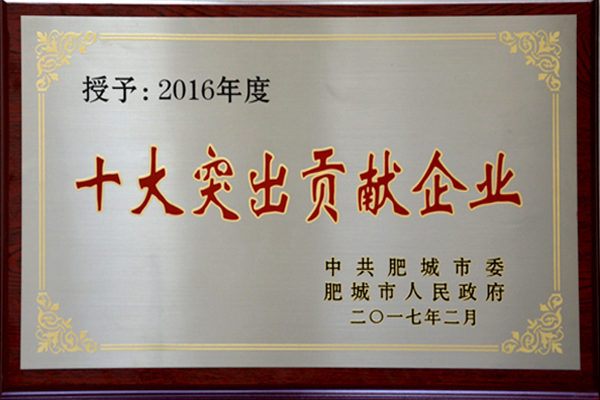 授予：2016年度
十大突出贡献企业
中共肥城市委
肥城市人民政府
二〇一七年二月